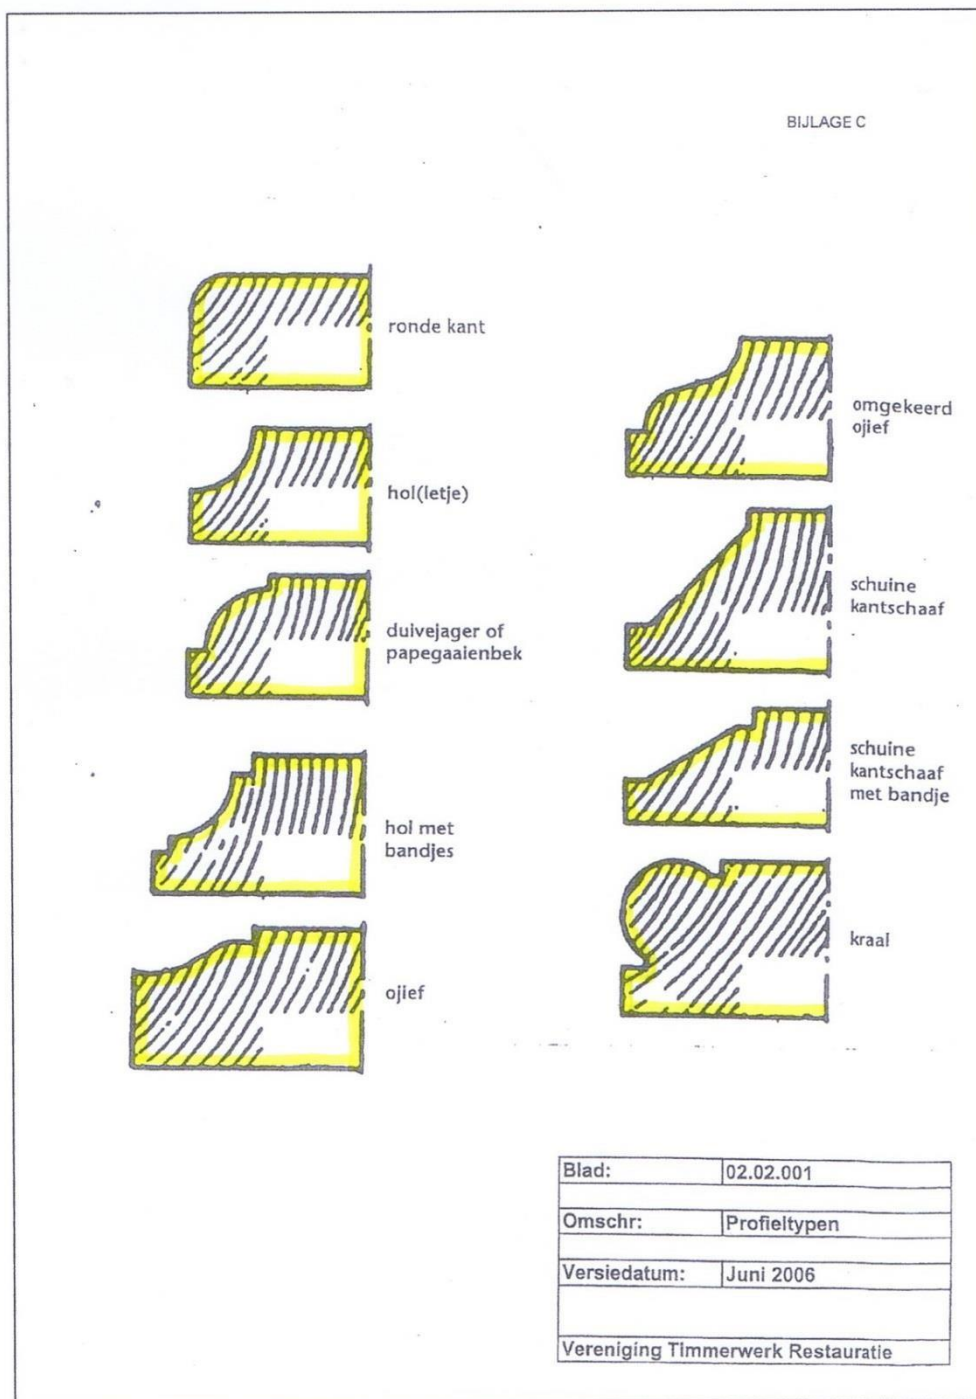 BIJLAGE C
ronde kant
hol(letje)
duivejager of
papegaaienbek
hol met
bandjes
ojief
omgekeerd
ojief
schuine
kantschaaf
schuine
kantschaaf
met bandje
kraal
Blad: 02.02.001
Omschr: Profieltypen
Versiedatum: Juni 2006
Vereniging Timmerwerk Restauratie